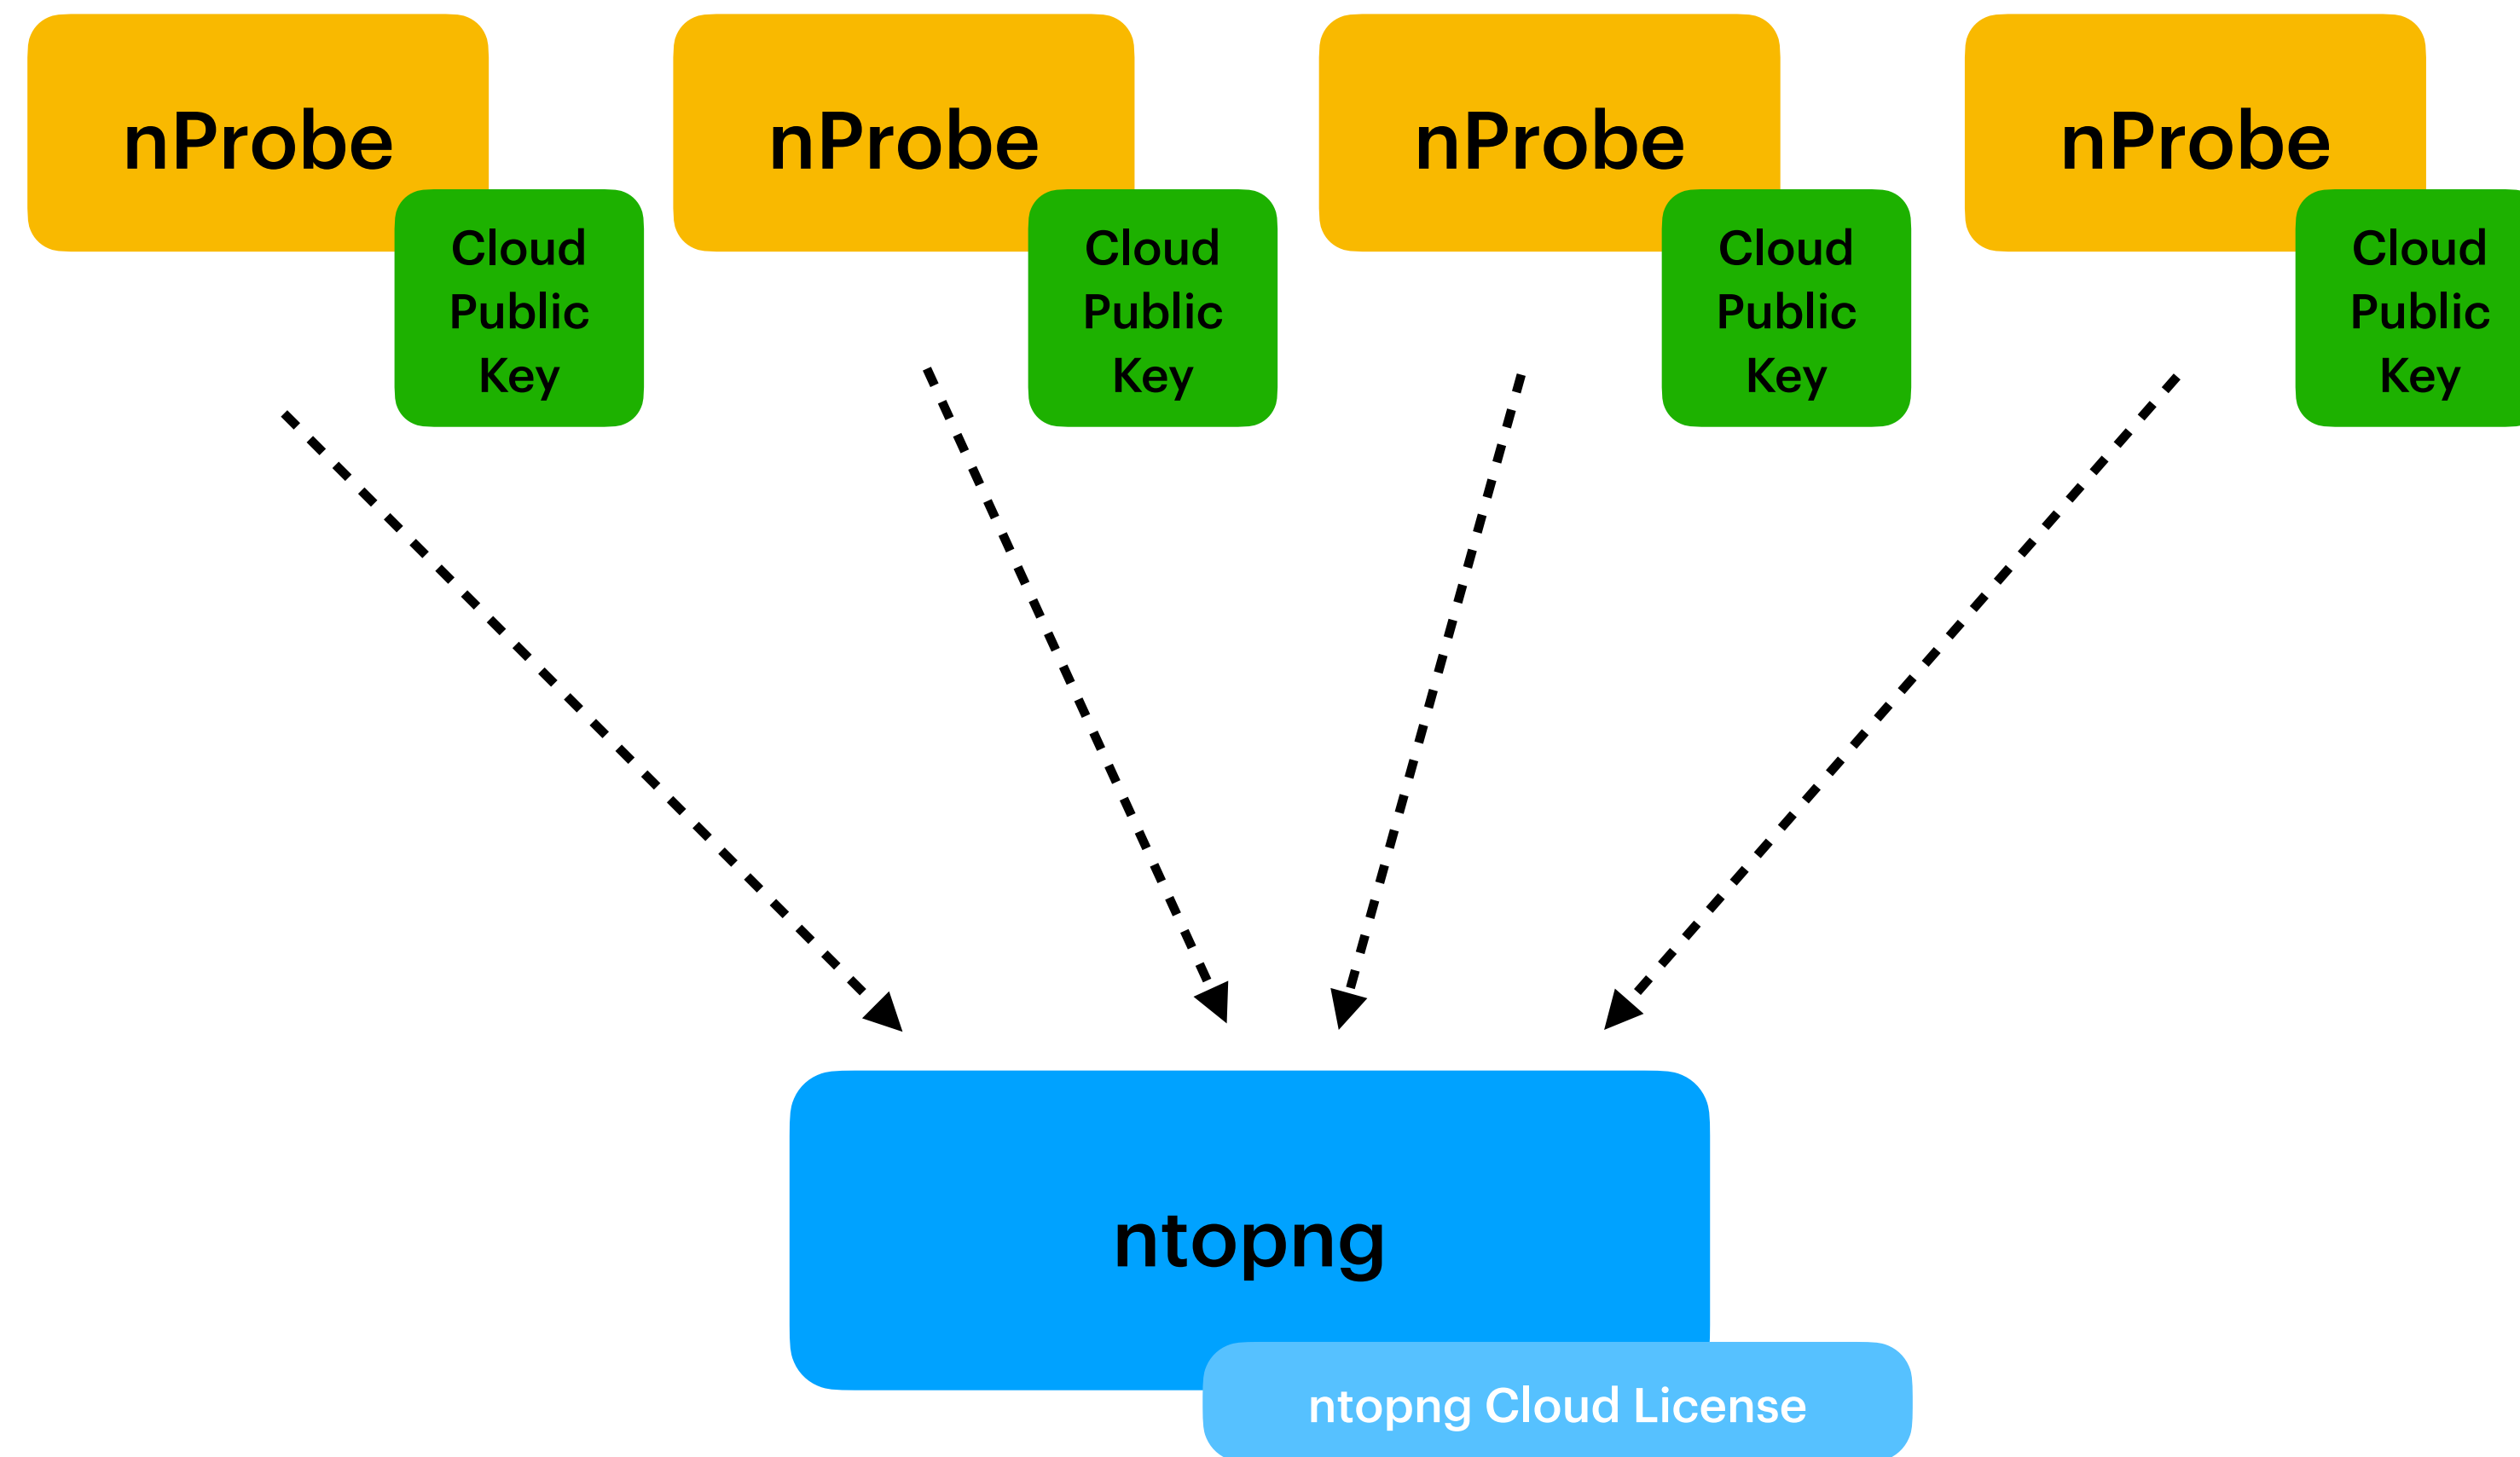 nProbe
nProbe
nProbe
nProbe
Cloud
Public
Key
Cloud
Public
Key
Cloud
Public
Key
Cloud
Public
Key
ntopng
ntopng Cloud License